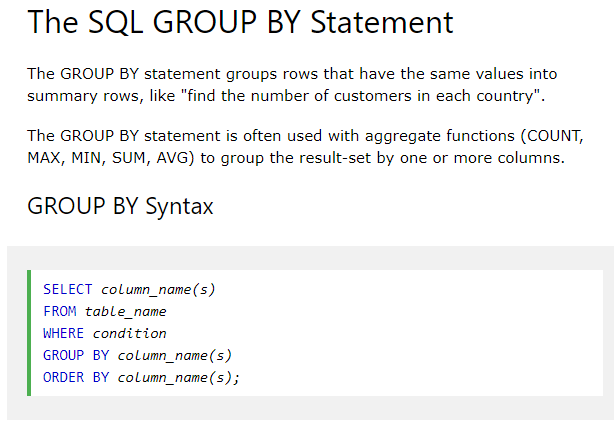 The SQL GROUP BY Statement
The GROUP BY statement groups rows that have the same values into
summary rows, like "find the number of customers in each country".
The GROUP BY statement is often used with aggregate functions (COUNT,
MAX, MIN, SUM, AVG) to group the result-set by one or more columns.
GROUP BY Syntax
SELECT column_name(s)
FROM table_name
WHERE condition
GROUP BY column_name(s)
ORDER BY column_name(s);